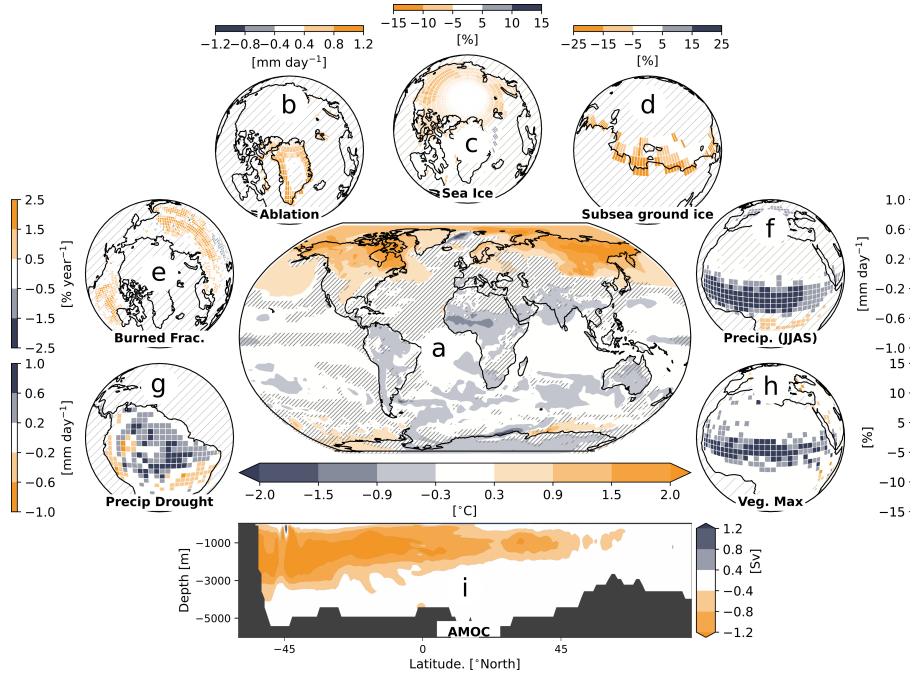 −15 −10 −5 5 10 15
[%]
−1.2 −0.8 −0.4 0.4 0.8 1.2
[mm day−1]
−25 −15 −5 5 15 25
[%]
b
Ablation
c
Sea Ice
d
Subsea ground ice
2.5
1.5
0.5
−0.5
−1.5
−2.5
[% year−1]
e
Burned Frac.
a
f
Precip. (JJAS)
1.0
0.6
0.2
−0.2
−0.6
−1.0
[mm day−1]
1.0
0.6
0.2
−0.2
−0.6
−1.0
[mm day−1]
g
Precip Drought
h
Veg. Max
15
10
5
−5
−10
−15
[%]
−2.0 −1.5 −0.9 −0.3 0.3 0.9 1.5 2.0
[°C]
−1000
−3000
−5000
Depth [m]
i
AMOC
−45 0 45
Latitude. [°North]
1.2
0.8
0.4
−0.4
−0.8
−1.2
[Sv]